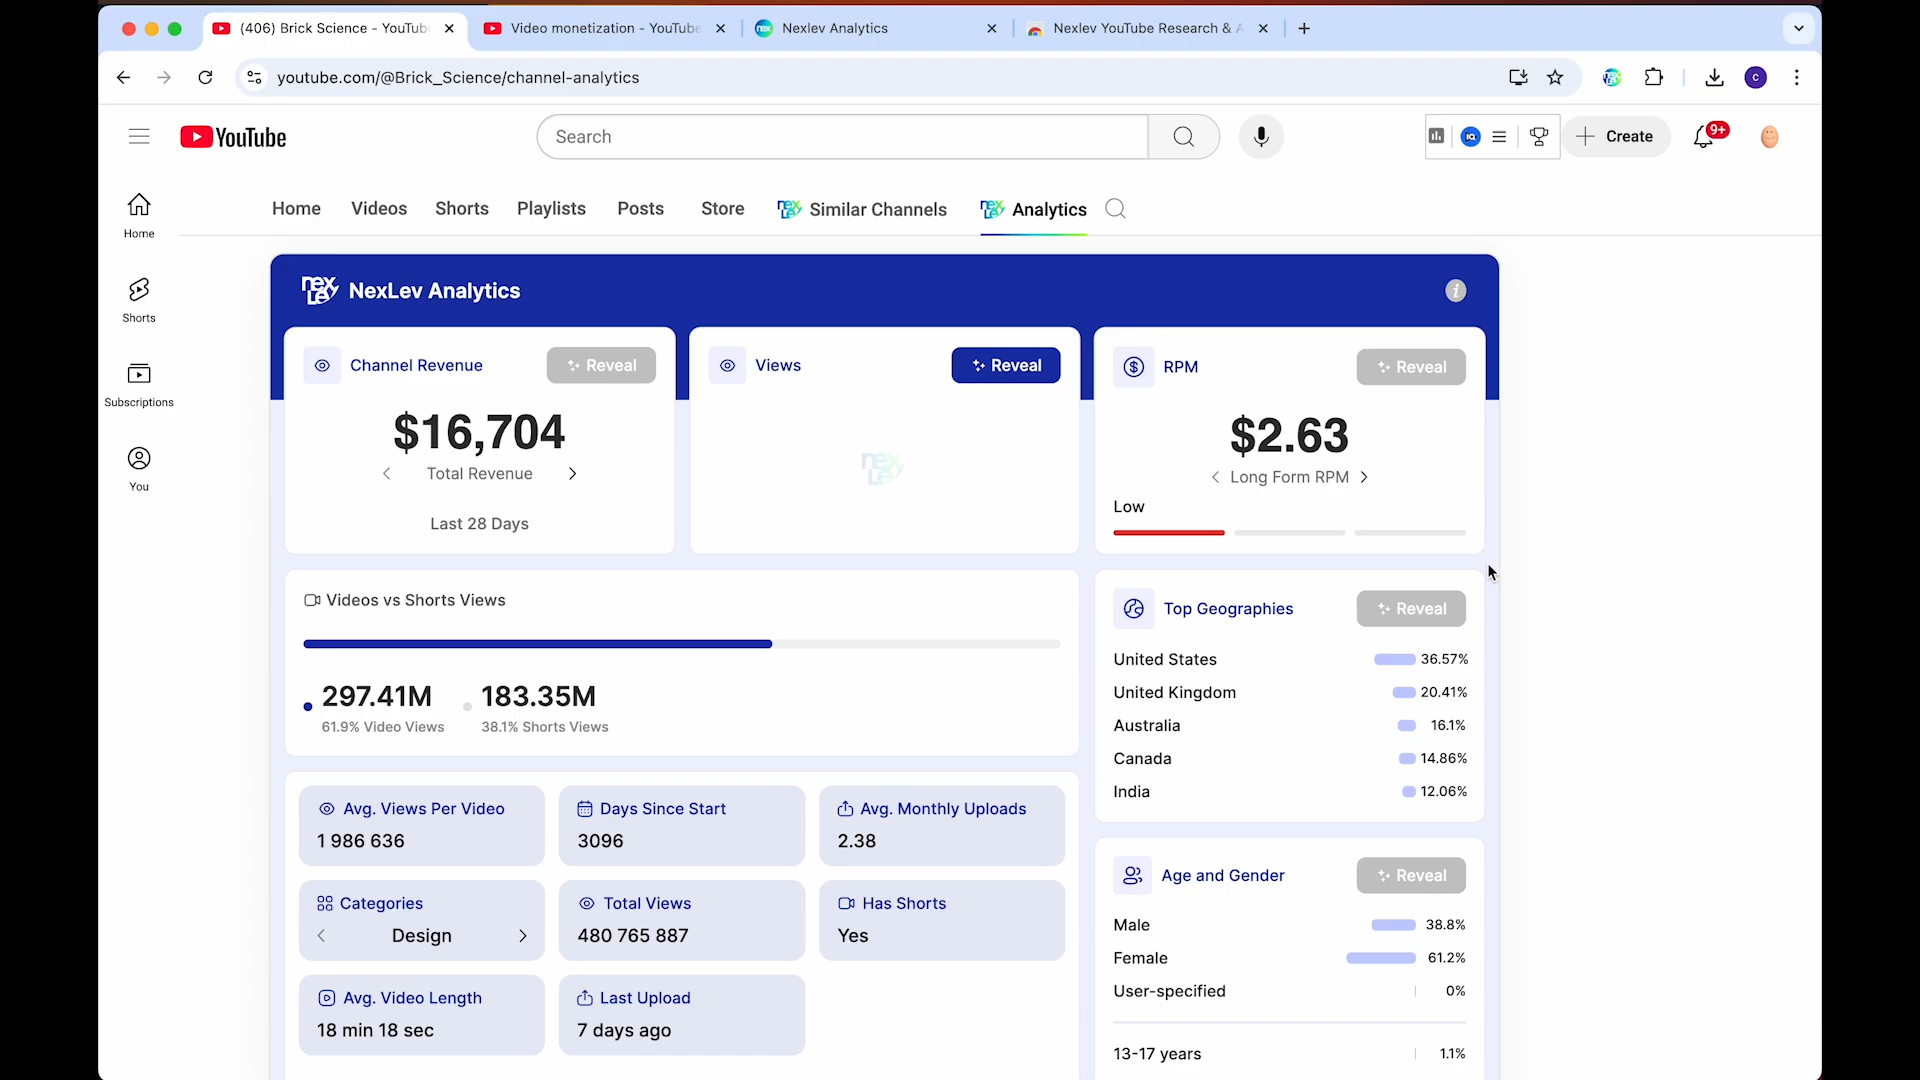 (406) Brick Science - YouTub
Video monetization - YouTube
Nexlev Analytics
Nexlev YouTube Research & A
youtube.com/@Brick_Science/channel-analytics
C
YouTube
Search
IQ
Create
9+
Home
Shorts
Subscriptions
You
Home
Videos
Shorts
Playlists
Posts
Store
Similar Channels
Analytics
NexLev Analytics
Channel Revenue
Reveal
$16,704
Total Revenue
Last 28 Days
Views
Reveal
RPM
Reveal
$2.63
Long Form RPM
Low
Videos vs Shorts Views
297.41M
61.9% Video Views
183.35M
38.1% Shorts Views
Top Geographies
Reveal
United States 36.57%
United Kingdom 20.41%
Australia 16.1%
Canada 14.86%
India 12.06%
Avg. Views Per Video
1 986 636
Days Since Start
3096
Avg. Monthly Uploads
2.38
Categories
Design
Total Views
480 765 887
Has Shorts
Yes
Avg. Video Length
18 min 18 sec
Last Upload
7 days ago
Age and Gender
Reveal
Male 38.8%
Female 61.2%
User-specified 0%
13-17 years 1.1%